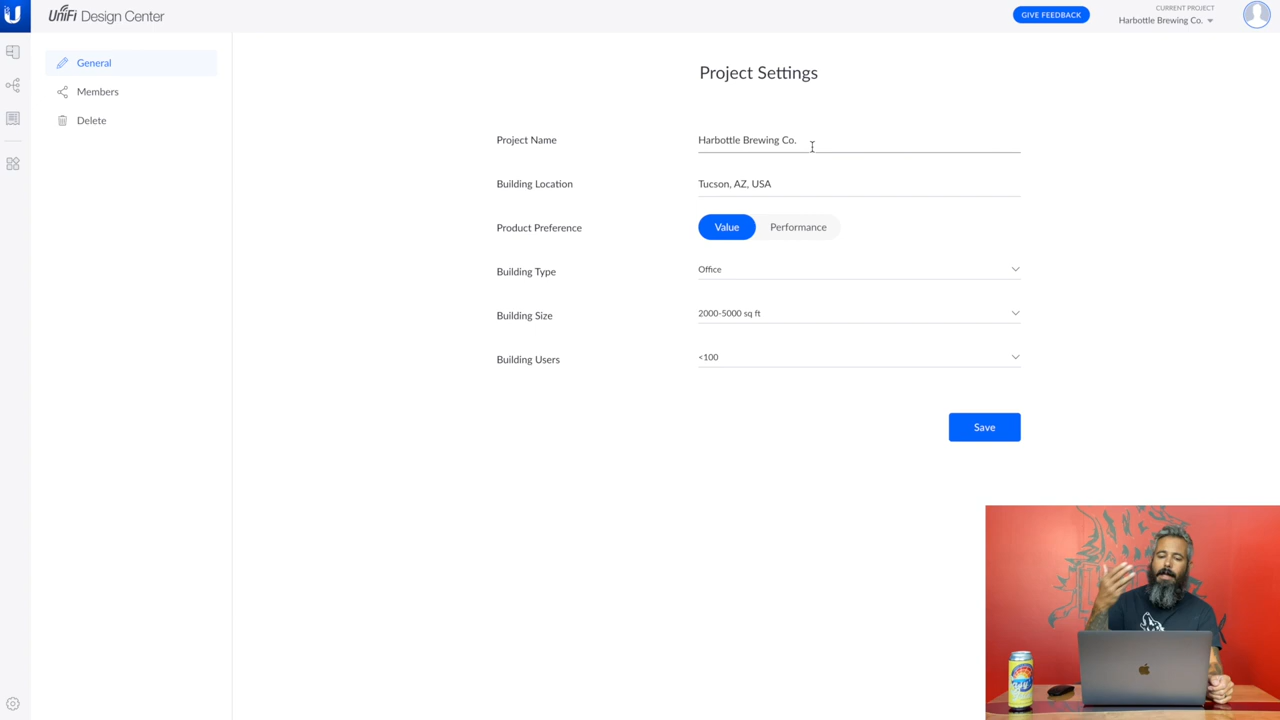 UniFi Design Center
GIVE FEEDBACK
CURRENT PROJECT
Harbottle Brewing Co.
General
Members
Delete
Project Settings
Project Name
Harbottle Brewing Co.
Building Location
Tucson, AZ, USA
Product Preference
Value
Performance
Building Type
Office
Building Size
2000-5000 sq ft
Building Users
<100
Save